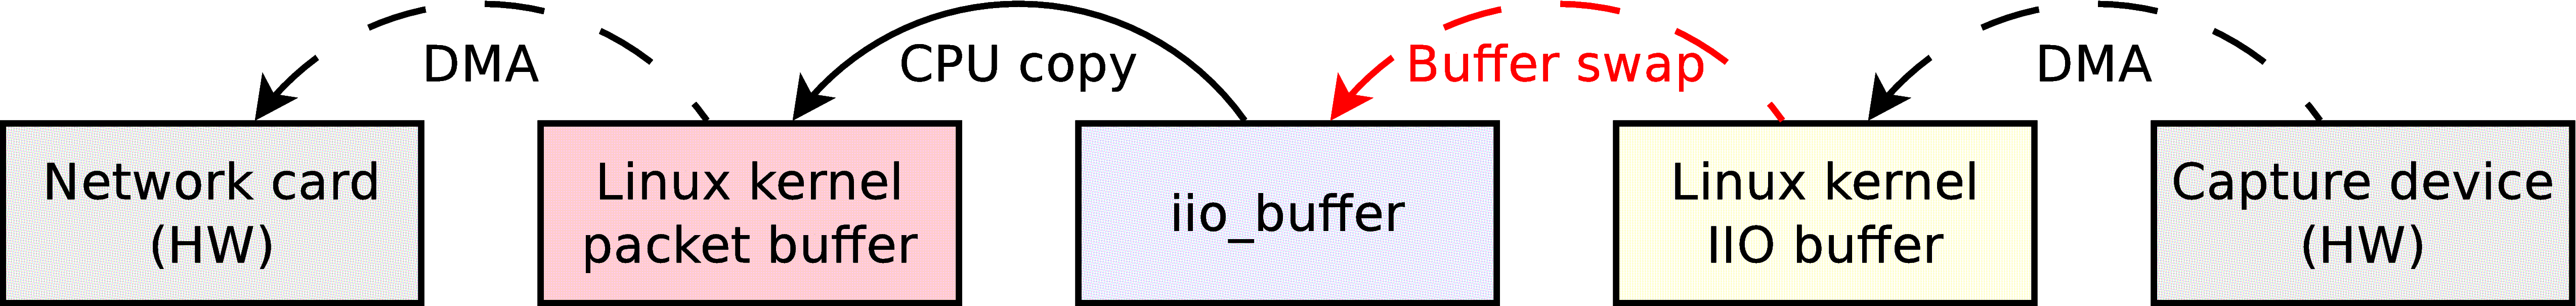 DMA
CPU copy
Buffer swap
DMA
Network card
(HW)
Linux kernel
packet buffer
iio_buffer
Linux kernel
IIO buffer
Capture device
(HW)